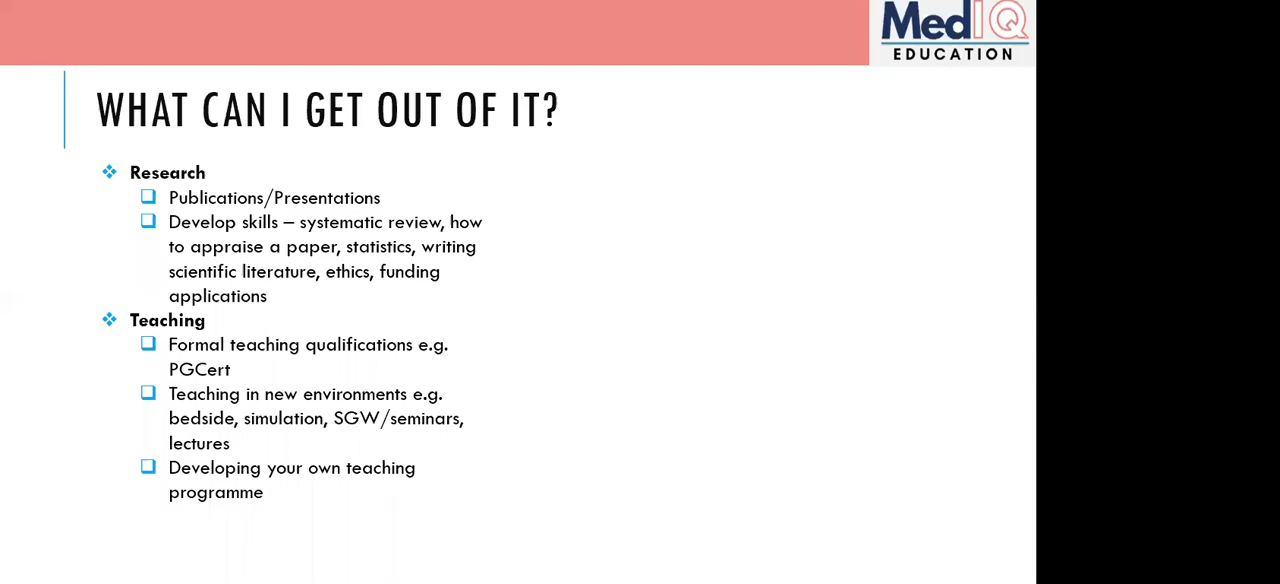 MedIQ
EDUCATION
WHAT CAN I GET OUT OF IT?
Research
Publications/Presentations
Develop skills – systematic review, how
to appraise a paper, statistics, writing
scientific literature, ethics, funding
applications
Teaching
Formal teaching qualifications e.g.
PGCert
Teaching in new environments e.g.
bedside, simulation, SGW/seminars,
lectures
Developing your own teaching
programme